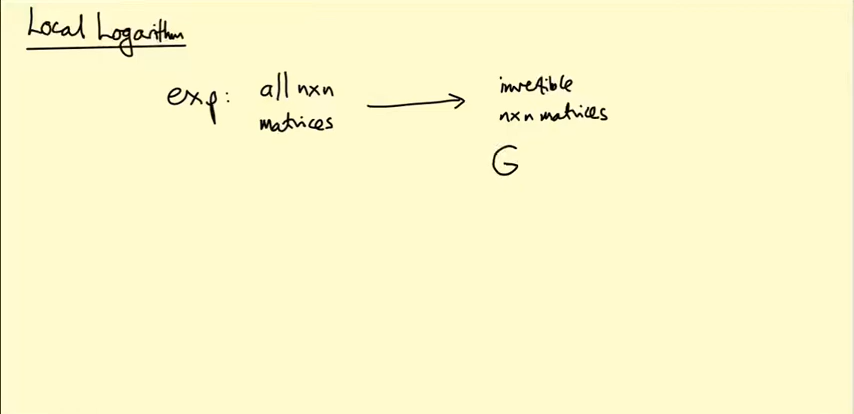 Local Logarithm
exp: all nxn matrices → invertible nxn matrices
G